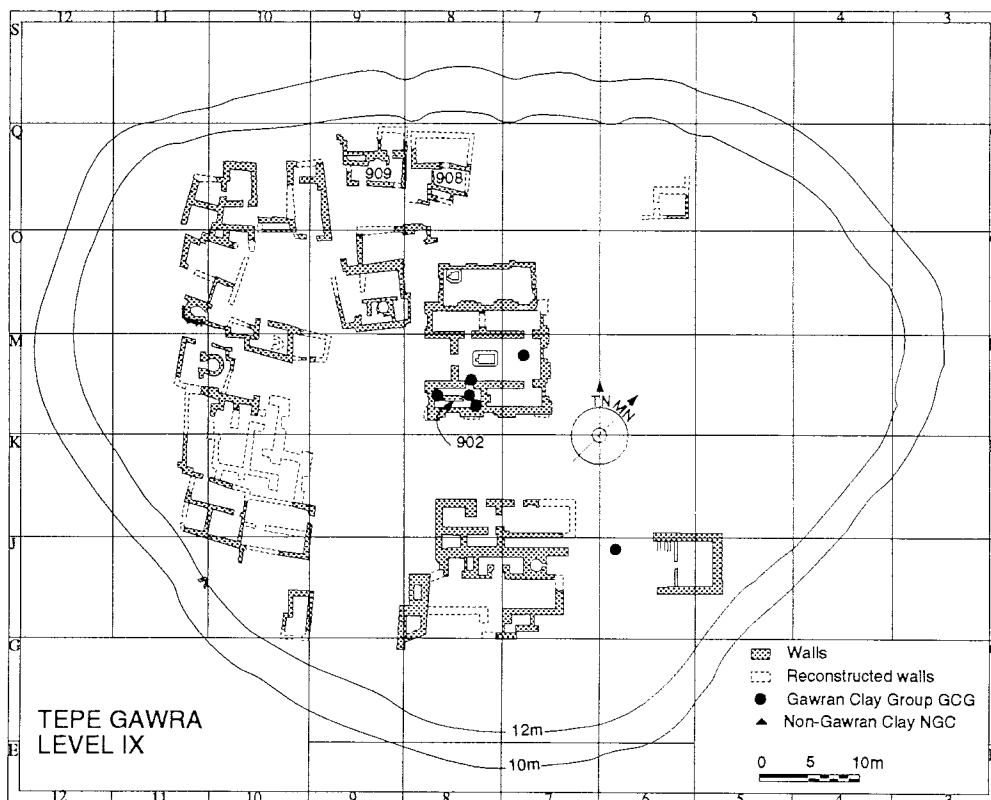 12 11 10 9 8 7 6 5 4 3
S
Q
909
908
O
M
TN MN
K
902
J
G
Walls
Reconstructed walls
Gawran Clay Group GCG
Non-Gawran Clay NGC
TEPE GAWRA
LEVEL IX
12m
E
10m
0 5 10m
12 11 10 9 8 7 6 5 4 3